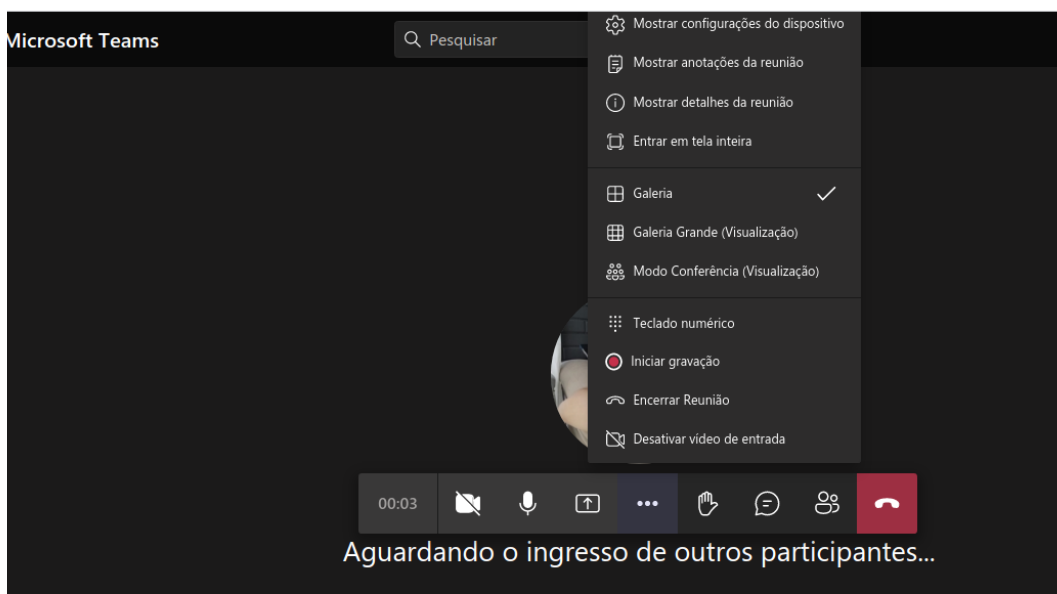 Microsoft Teams
Pesquisar
Mostrar configurações do dispositivo
Mostrar anotações da reunião
Mostrar detalhes da reunião
Entrar em tela inteira
Galeria
Galeria Grande (Visualização)
Modo Conferência (Visualização)
Teclado numérico
Iniciar gravação
Encerrar Reunião
Desativar vídeo de entrada
00:03
Aguardando o ingresso de outros participantes...